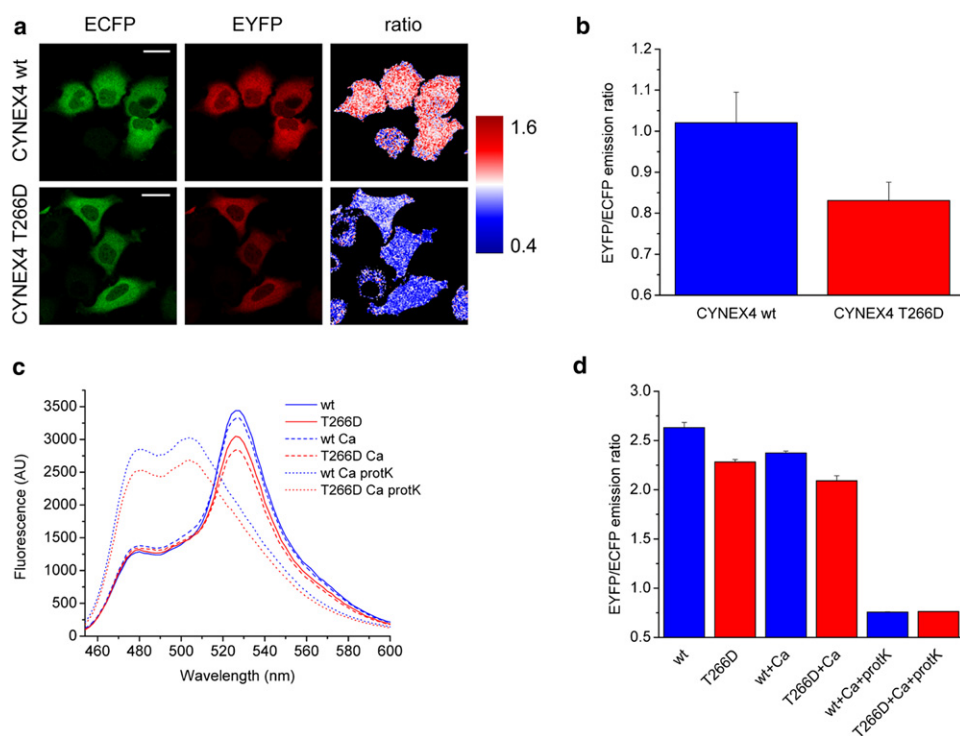 a
ECFP
EYFP
ratio
CYNEX4 wt
CYNEX4 T266D
1.6
0.4
b
EYFP/ECFP emission ratio
1.2
1.1
1.0
0.9
0.8
0.7
0.6
CYNEX4 wt
CYNEX4 T266D
c
Fluorescence (AU)
3500
3000
2500
2000
1500
1000
500
0
460
480
500
520
540
560
580
600
Wavelength (nm)
wt
T266D
wt Ca
T266D Ca
wt Ca protK
T266D Ca protK
d
EYFP/ECFP emission ratio
3.0
2.5
2.0
1.5
1.0
0.5
wt
T266D
wt+Ca
T266D+Ca
wt+Ca+protK
T266D+Ca+protK